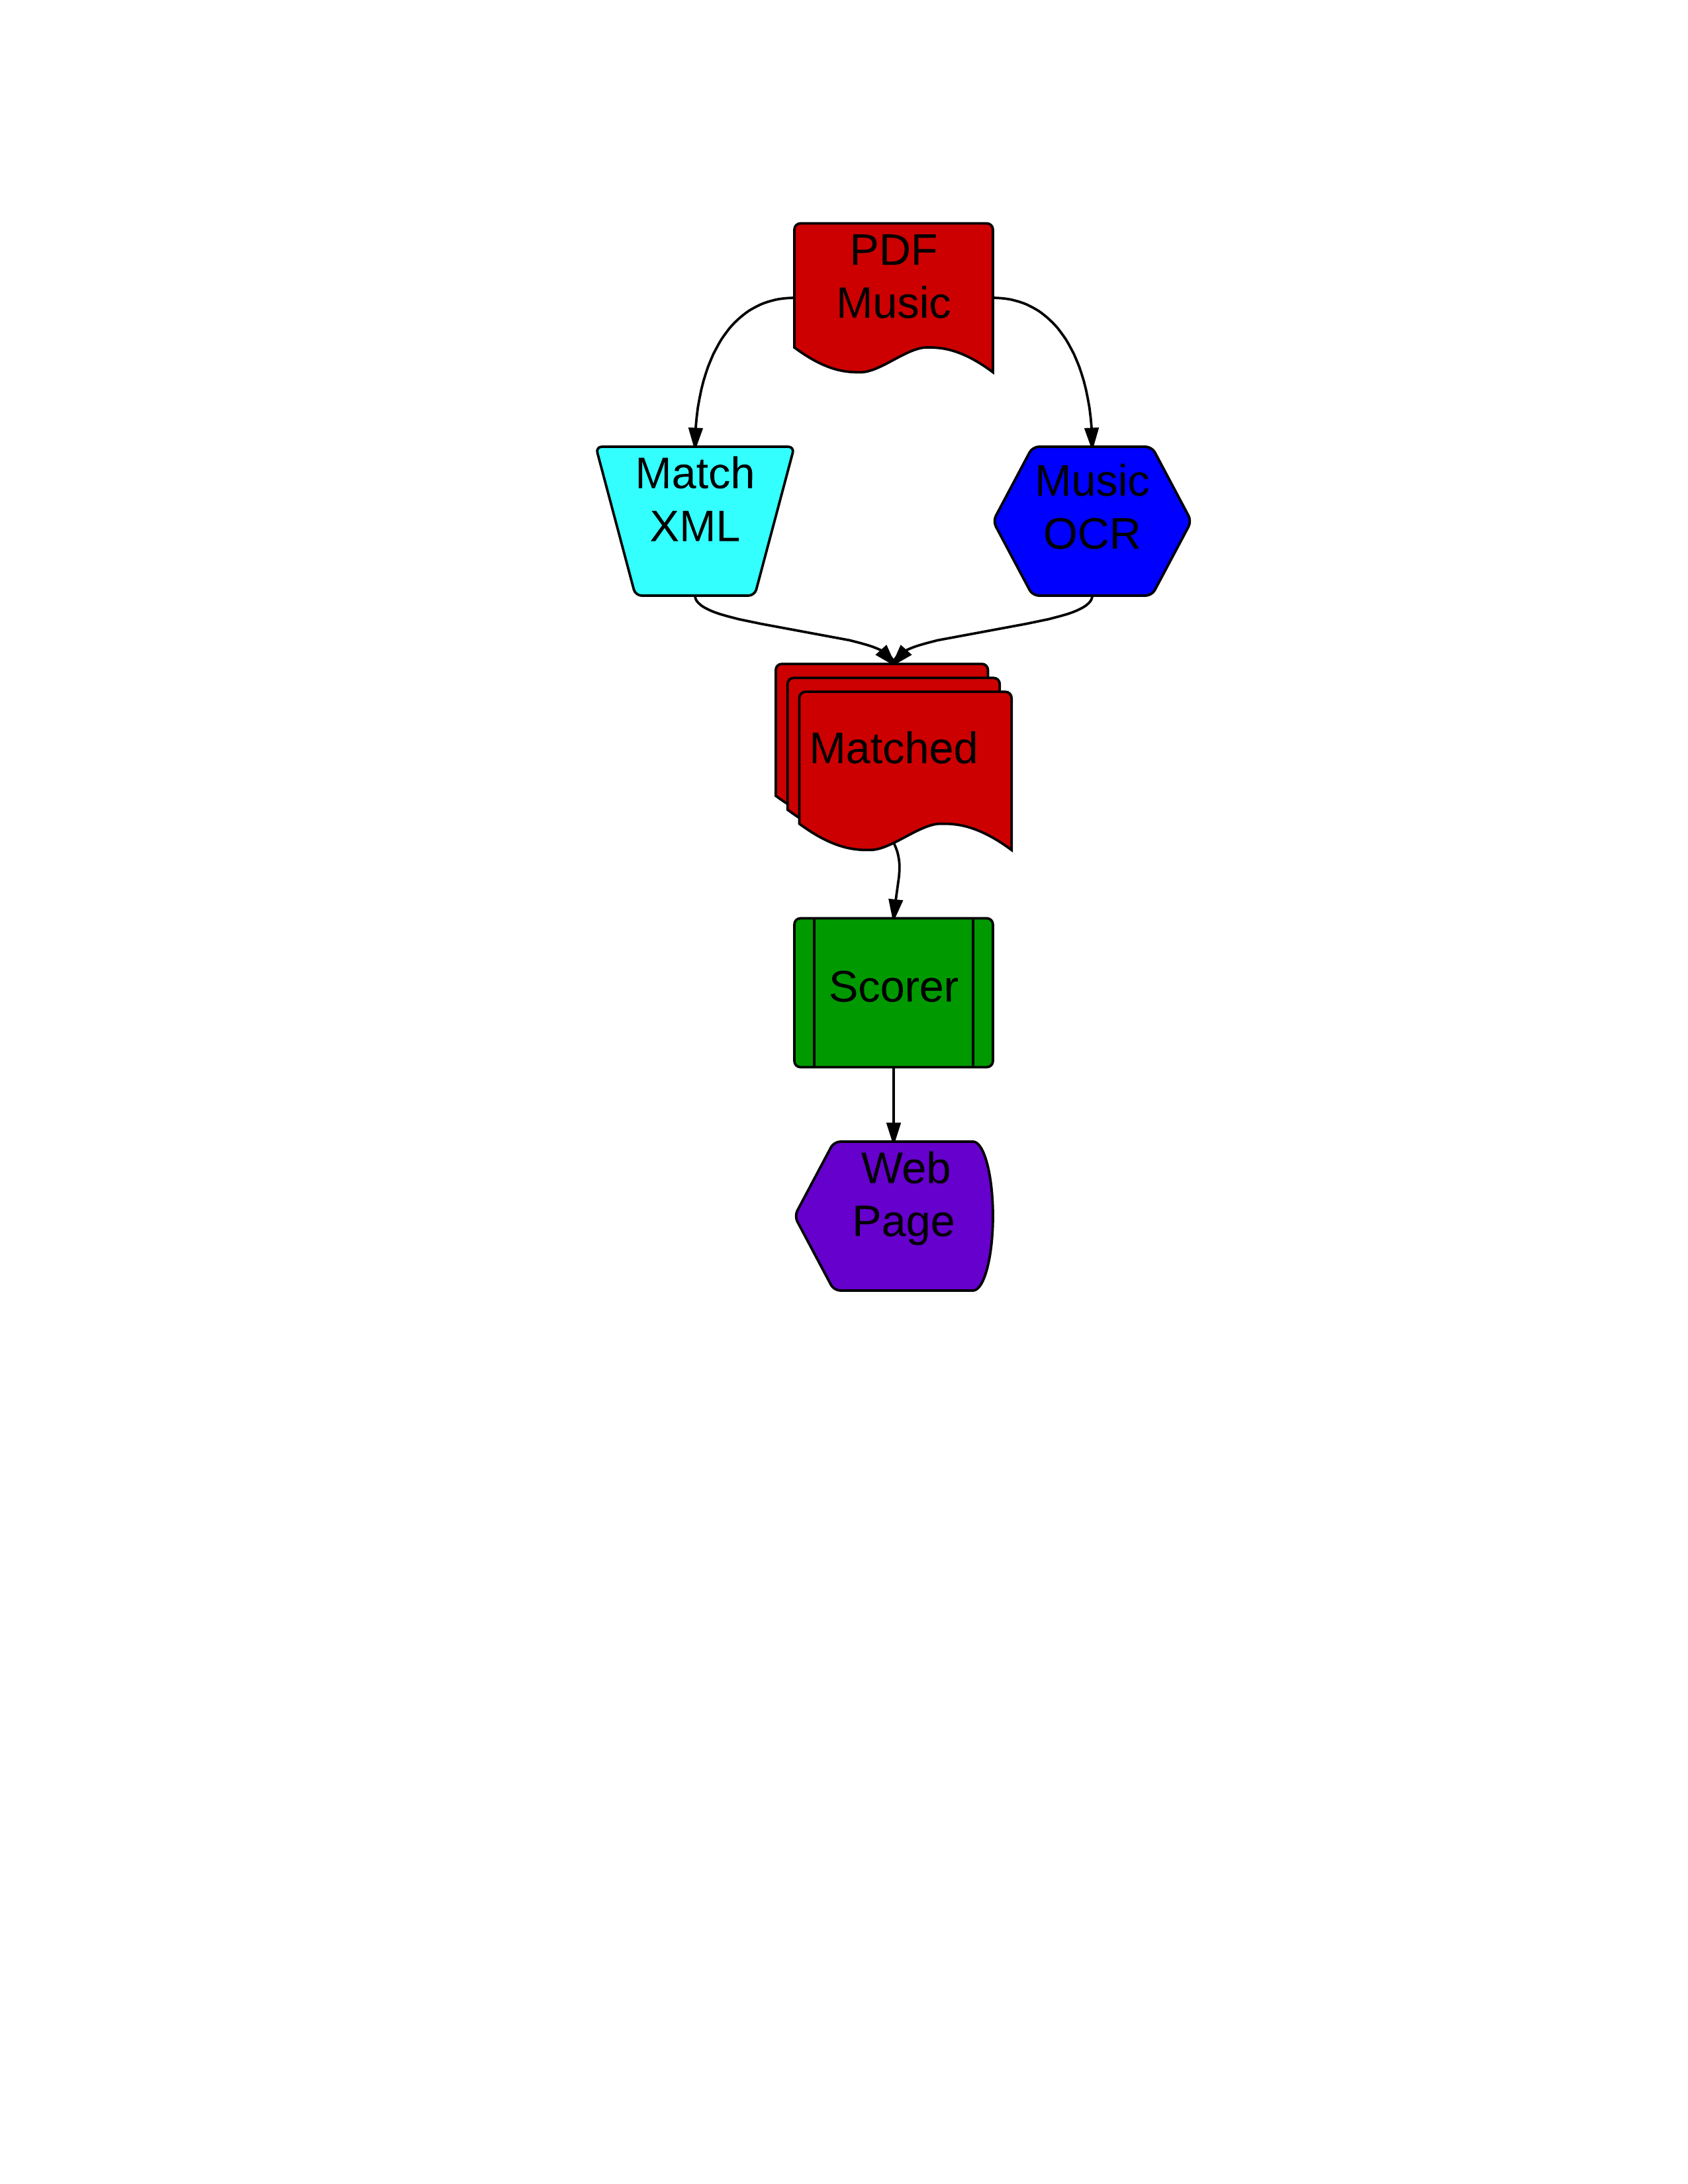 PDF
Music
Match
XML
Music
OCR
Matched
Scorer
Web
Page